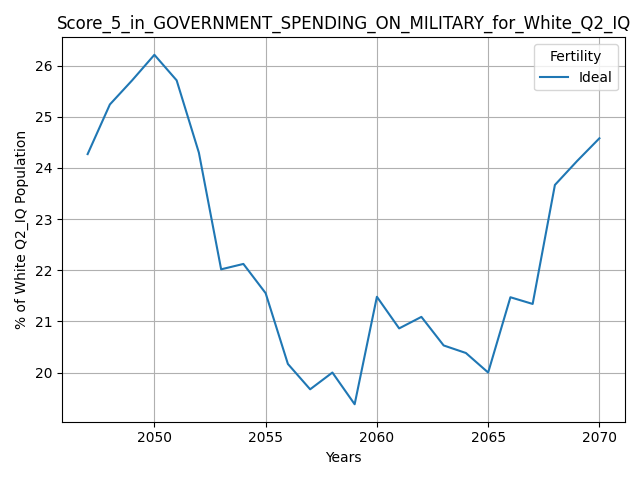 Score_5_in_GOVERNMENT_SPENDING_ON_MILITARY_for_White_Q2_IQ
Fertility
Ideal
% of White Q2_IQ Population
26
25
24
23
22
21
20
2050 2055 2060 2065 2070
Years